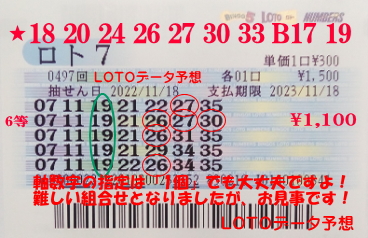 ★18 20 24 26 27 30 33 B17 19
LOTO NUMBERS
ロト7 単価1口¥300
0497回 LOTOデータ予想 各01口 ¥1,500
抽せん日 2022/11/18 支払期限 2023/11/18
07 11 19 21 22 27 35
6等 07 11 19 21 26 27 30 ¥1,100
07 11 19 21 26 31 35
07 11 19 21 29 34 35
07 11 19 22 26 34 35
軸数字の指定は「1個」でも大丈夫ですよ!
難しい組合せとなりましたが、お見事です!
LOTOデータ予想